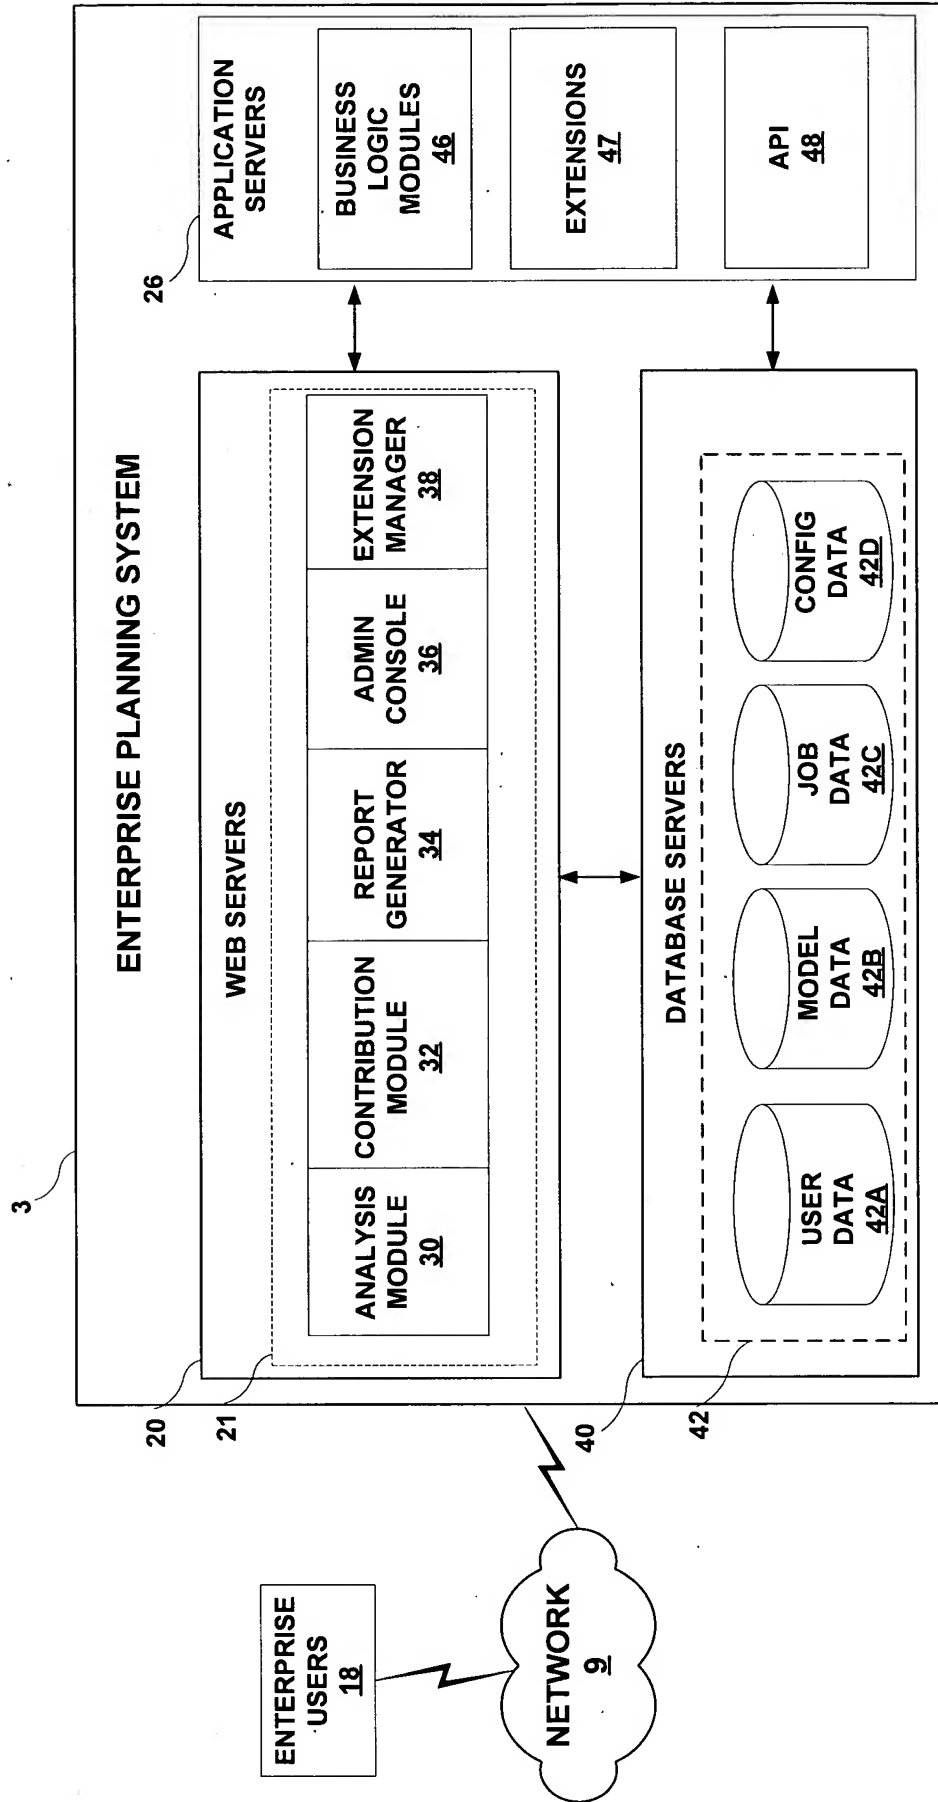 3
ENTERPRISE PLANNING SYSTEM
20
21
WEB SERVERS
ANALYSIS
MODULE
30
CONTRIBUTION
MODULE
32
REPORT
GENERATOR
34
ADMIN
CONSOLE
36
EXTENSION
MANAGER
38
26
APPLICATION
SERVERS
BUSINESS
LOGIC
MODULES
46
EXTENSIONS
47
API
48
ENTERPRISE
USERS
18
NETWORK
9
40
42
DATABASE SERVERS
USER
DATA
42A
MODEL
DATA
42B
JOB
DATA
42C
CONFIG
DATA
42D